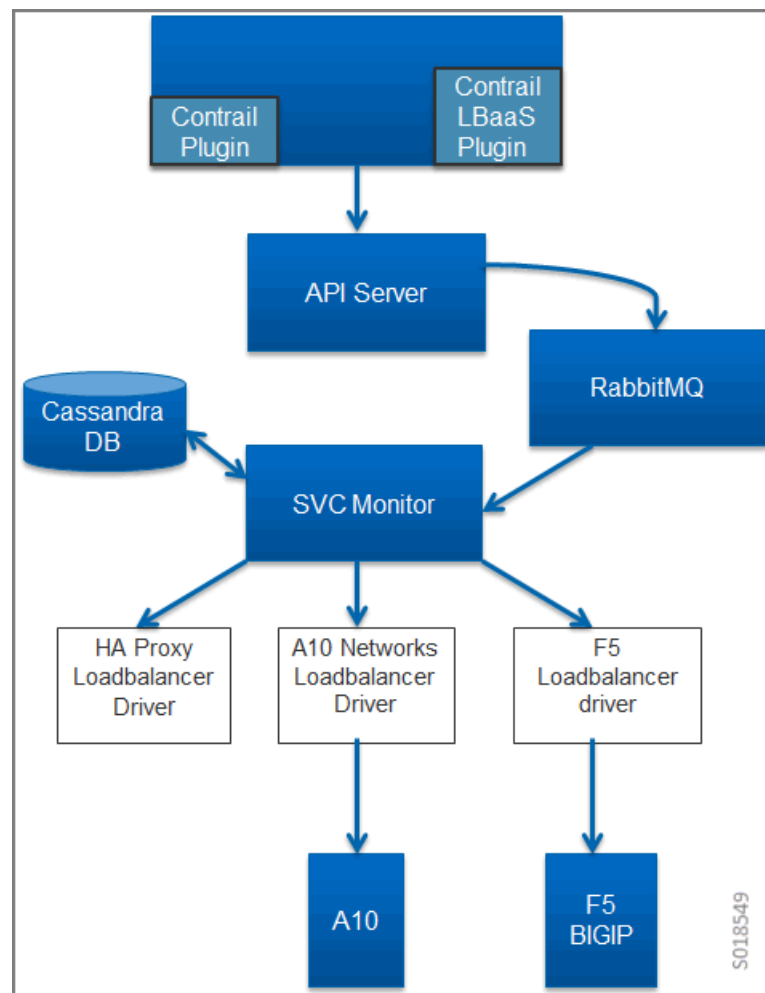 Contrail
Plugin
Contrail
LBaaS
Plugin
API Server
RabbitMQ
Cassandra
DB
SVC Monitor
HA Proxy
Loadbalancer
Driver
A10 Networks
Loadbalancer
Driver
F5
Loadbalancer
driver
A10
F5
BIGIP
S018549